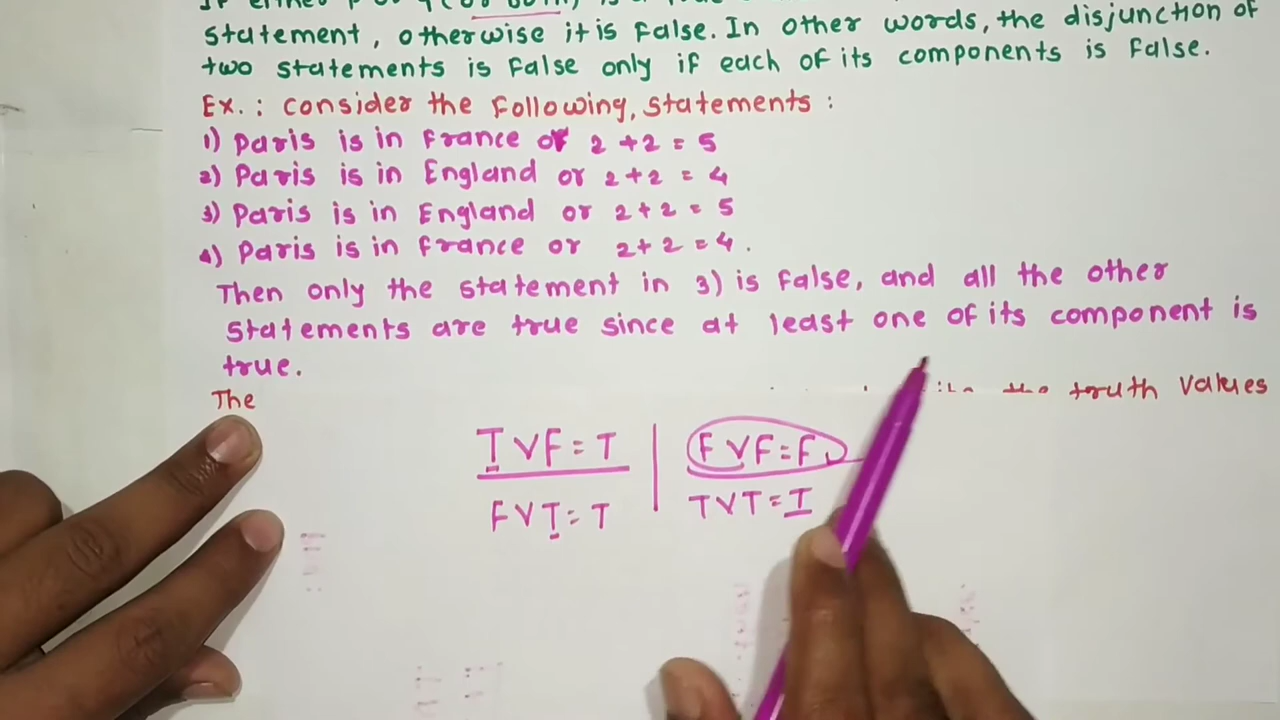 statement, otherwise it is false. In other words, the disjunction of
two statements is false only if each of its components is false.
Ex. : consider the following, statements :
1) Paris is in france or 2 + 2 = 5
2) Paris is in England or 2 + 2 = 4
3) Paris is in England or 2 + 2 = 5
4) Paris is in france or 2 + 2 = 4.
Then only the statement in 3) is false, and all the other
statements are true since at least one of its component is
true.
The the truth values
T V F = T F V F = F
F V T = T T V T = T